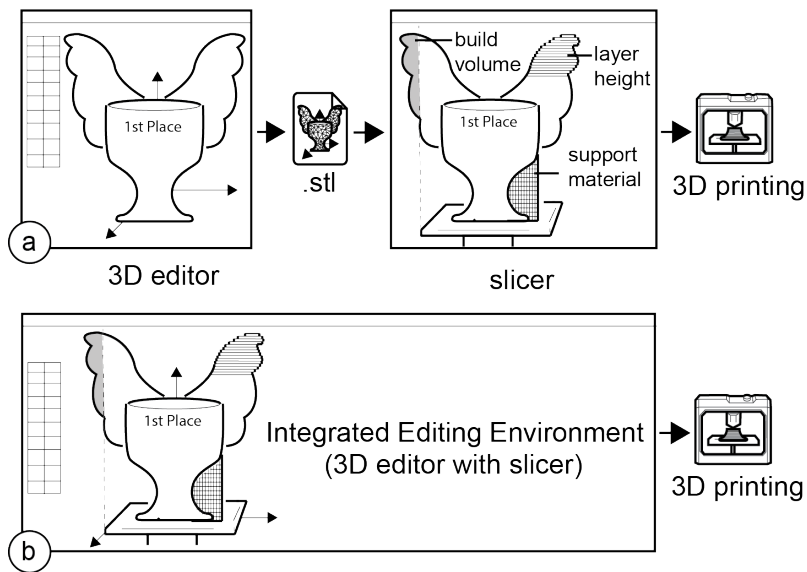 build
volume
layer
height
1st Place
.stl
1st Place
support
material
3D printing
a
3D editor
slicer
1st Place
Integrated Editing Environment
(3D editor with slicer)
3D printing
b